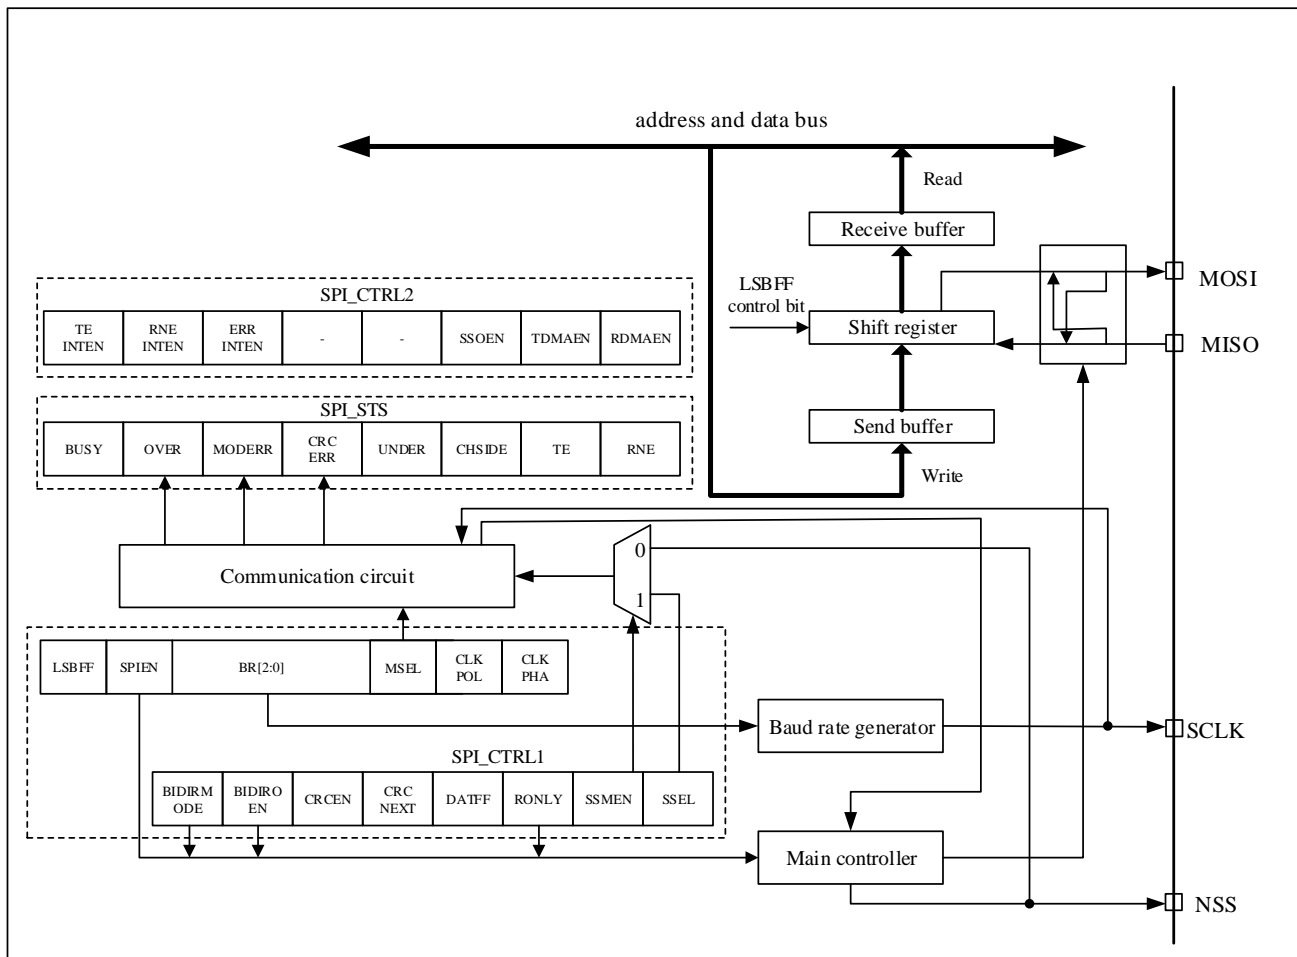 address and data bus
Read
Receive buffer
LSBFF
control bit
Shift register
MOSI
MISO
Send buffer
Write
SPI_CTRL2
TE
INTEN
RNE
INTEN
ERR
INTEN
-
-
SSOEN
TDMAEN
RDMAEN
SPI_STS
BUSY
OVER
MODERR
CRC
ERR
UNDER
CHSIDE
TE
RNE
Communication circuit
0
1
LSBFF
SPIEN
BR[2:0]
MSEL
CLK
POL
CLK
PHA
Baud rate generator
SCLK
SPI_CTRL1
BIDIRM
ODE
BIDIRO
EN
CRCEN
CRC
NEXT
DATFF
RONLY
SSMEN
SSEL
Main controller
NSS